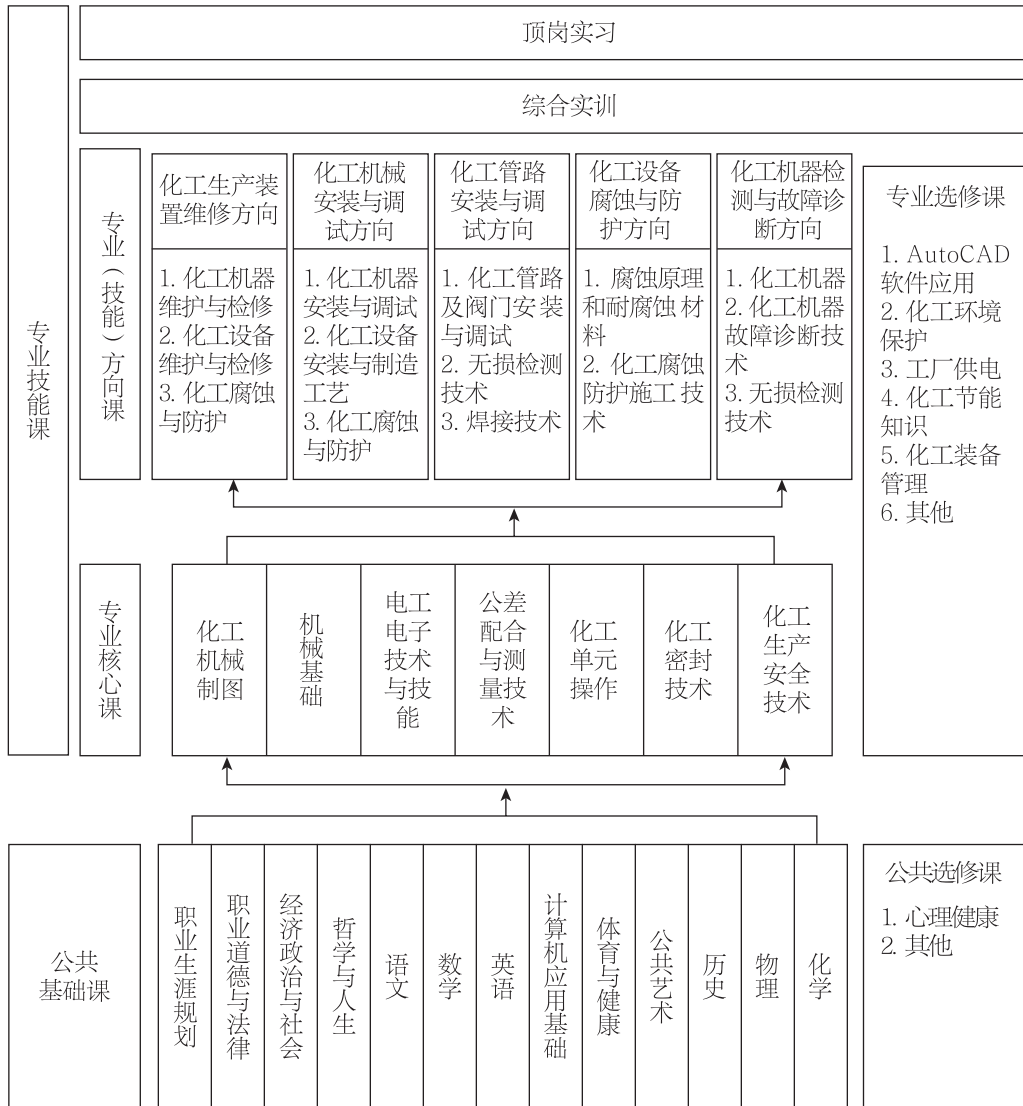 顶岗实习
综合实训
专业技能课
专业（技能）方向课
化工生产装
置维修方向
1. 化工机器
维护与检修
2. 化工设备
维护与检修
3. 化工腐蚀
与防护
化工机械
安装与调
试方向
1. 化工机器
安装与调试
2. 化工设备
安装与制造
工艺
3. 化工腐蚀
与防护
化工管路
安装与调
试方向
1. 化工管路
及阀门安装
与调试
2. 无损检测
技术
3. 焊接技术
化工设备
腐蚀与防
护方向
1. 腐蚀原理
和耐腐蚀材
料
2. 化工腐蚀
防护施工技
术
化工机器检
测与故障诊
断方向
1. 化工机器
2. 化工机器
故障诊断技
术
3. 无损检测
技术
专业选修课
1. AutoCAD
软件应用
2. 化工环境
保护
3. 工厂供电
4. 化工节能
知识
5. 化工装备
管理
6. 其他
专业核心课
化工
机械
制图
机械基础
电工
电子
技术
与技
能
公差
配合
与测
量技
术
化工
单元
操作
化工
密封
技术
化工
生产
安全
技术
公共
基础课
职业生涯规划
职业道德与法律
经济政治与社会
哲学与人生
语文
数学
英语
计算机应用基础
体育与健康
公共艺术
历史
物理
化学
公共选修课
1. 心理健康
2. 其他